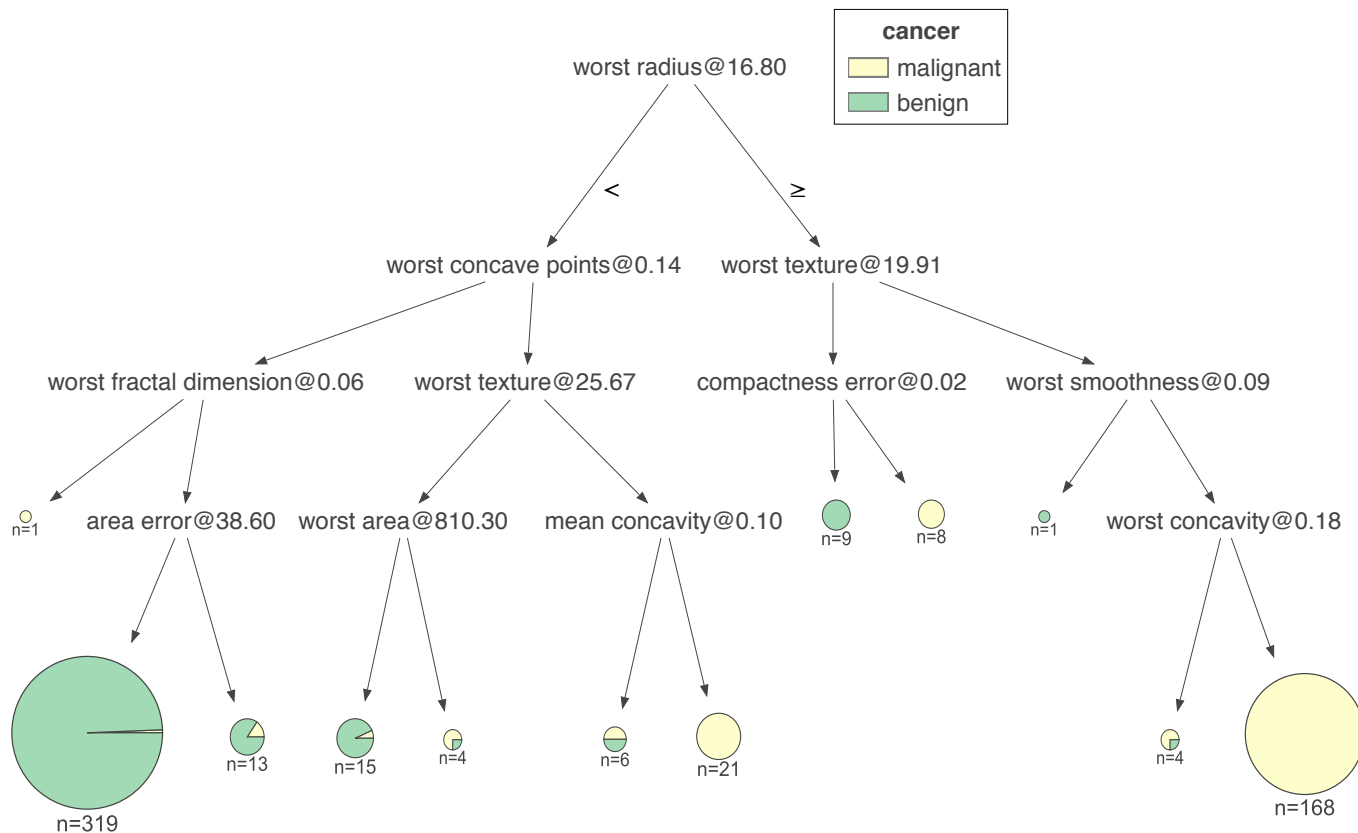 cancer
malignant
benign
worst radius@16.80
<
≥
worst concave points@0.14
worst texture@19.91
worst fractal dimension@0.06
worst texture@25.67
compactness error@0.02
worst smoothness@0.09
n=1
area error@38.60
worst area@810.30
mean concavity@0.10
n=9
n=8
n=1
worst concavity@0.18
n=319
n=13
n=15
n=4
n=6
n=21
n=4
n=168